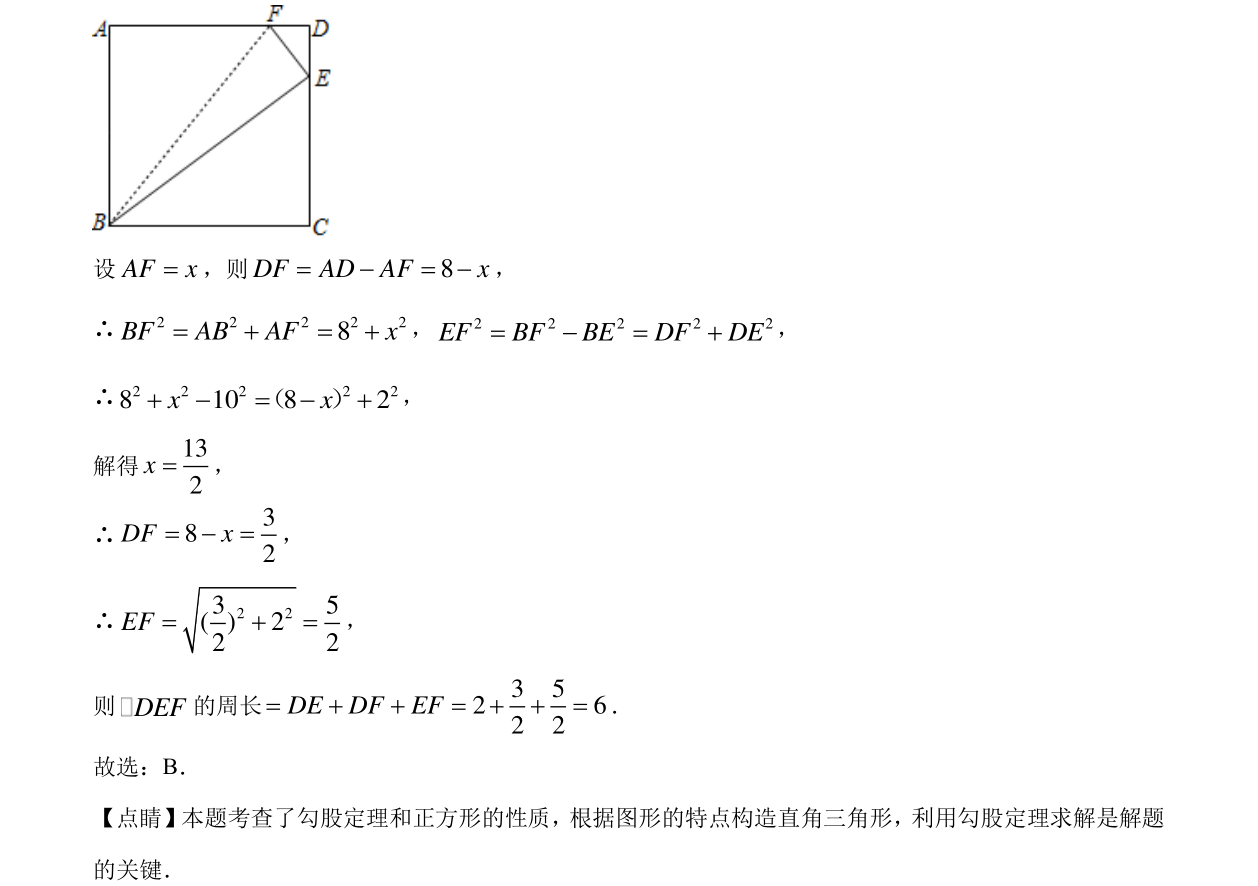 F
A D
E
B C
设 AF = x，则 DF = AD − AF = 8 − x，
∴ BF² = AB² + AF² = 8² + x²，EF² = BF² − BE² = DF² + DE²，
∴ 8² + x² − 10² =（8 − x）² + 2²，
解得 x = 13/2，
∴ DF = 8 − x = 3/2，
∴ EF = √((3/2)² + 2²) = 5/2，
则 □DEF 的周长 = DE + DF + EF = 2 + 3/2 + 5/2 = 6．
故选：B．
【点睛】本题考查了勾股定理和正方形的性质，根据图形的特点构造直角三角形，利用勾股定理求解是解题
的关键．